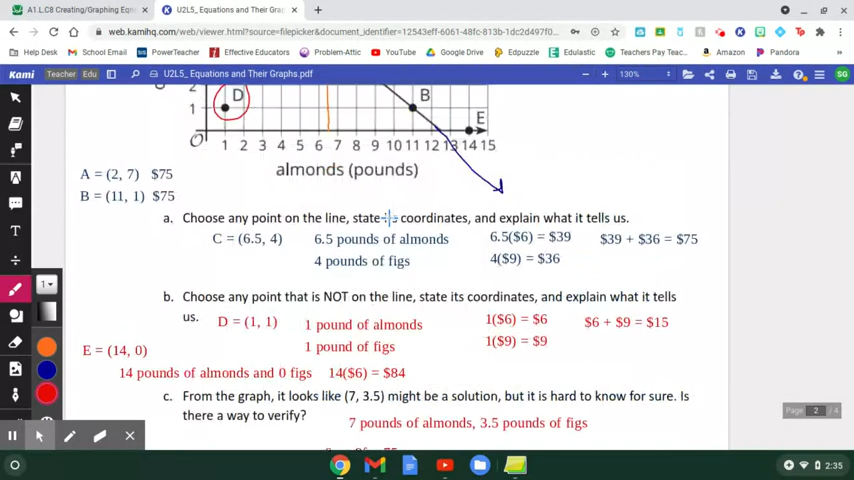 A1.L.C8 Creating/Graphing Eque
U2L5_ Equations and Their Grap
web.kamihq.com/web/viewer.html?source=filepicker&document_identifier=12543eff-6061-48fc-813b-1dc2d497of0...
Help Desk School Email SIS PowerTeacher Effective Educators Problem-Attic YouTube Google Drive Edpuzzle Edulastic Teachers Pay Teac... Amazon Pandora
Kami Teacher Edu U2L5_ Equations and Their Graphs.pdf 130% SG
2
D B
1 E
O 1 2 3 4 5 6 7 8 9 10 11 12 13 14 15
almonds (pounds)
A = (2, 7) $75
B = (11, 1) $75
a. Choose any point on the line, state its coordinates, and explain what it tells us.
C = (6.5, 4) 6.5 pounds of almonds 6.5($6) = $39 $39 + $36 = $75
4 pounds of figs 4($9) = $36
b. Choose any point that is NOT on the line, state its coordinates, and explain what it tells
us. D = (1, 1) 1 pound of almonds 1($6) = $6 $6 + $9 = $15
1 pound of figs 1($9) = $9
E = (14, 0)
14 pounds of almonds and 0 figs 14($6) = $84
c. From the graph, it looks like (7, 3.5) might be a solution, but it is hard to know for sure. Is
there a way to verify?
7 pounds of almonds, 3.5 pounds of figs
Page 2 / 4
1
2:35